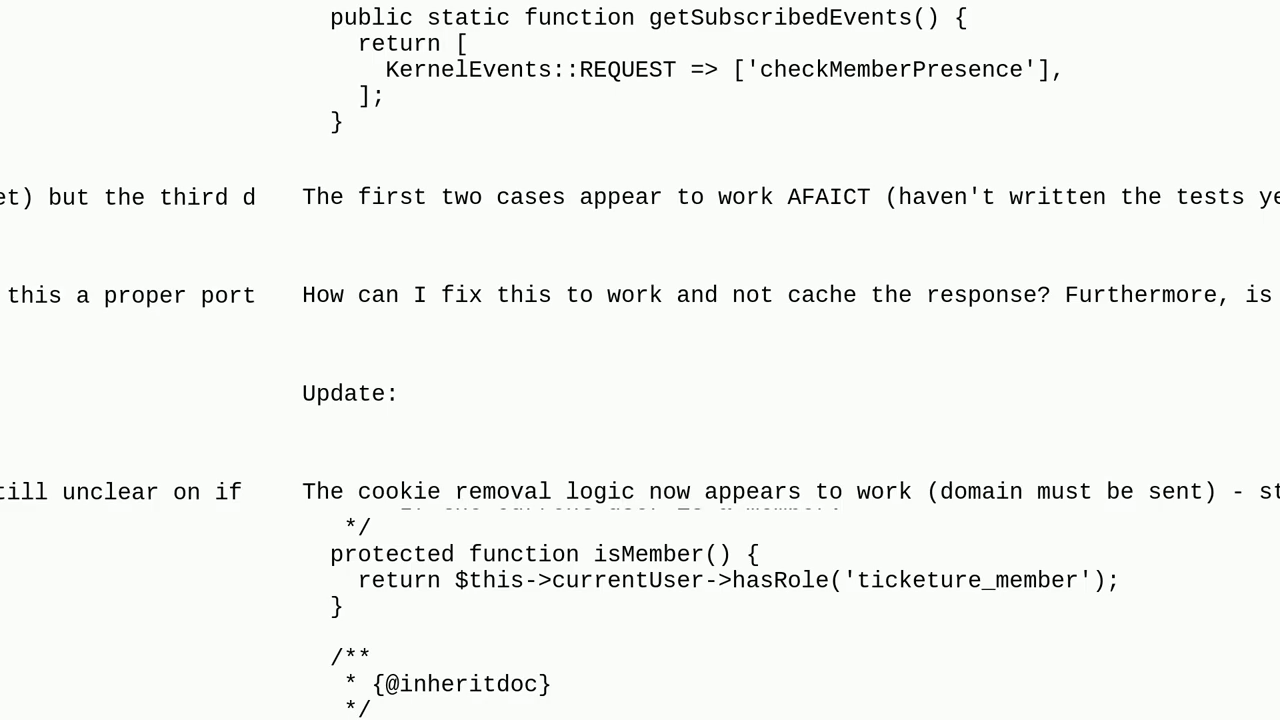 public static function getSubscribedEvents() {
return [
KernelEvents::REQUEST => ['checkMemberPresence'],
];
}
et) but the third d
The first two cases appear to work AFAICT (haven't written the tests ye
this a proper port
How can I fix this to work and not cache the response? Furthermore, is
Update:
till unclear on if
The cookie removal logic now appears to work (domain must be sent) - st
*/
protected function isMember() {
return $this->currentUser->hasRole('ticketure_member');
}
/**
* {@inheritdoc}
*/